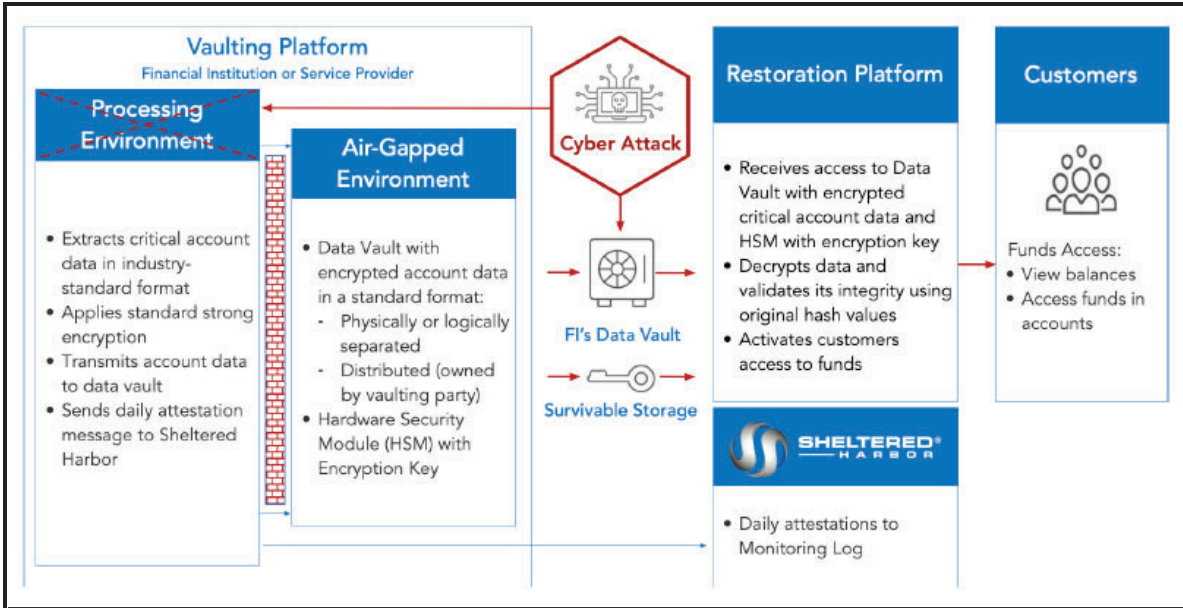 Vaulting Platform
Financial Institution or Service Provider
Processing
Environment
• Extracts critical account
data in industry-
standard format
• Applies standard strong
encryption
• Transmits account data
to data vault
• Sends daily attestation
message to Sheltered
Harbor
Air-Gapped
Environment
• Data Vault with
encrypted account data
in a standard format:
- Physically or logically
separated
- Distributed (owned
by vaulting party)
• Hardware Security
Module (HSM) with
Encryption Key
Cyber Attack
FI's Data Vault
Survivable Storage
Restoration Platform
• Receives access to Data
Vault with encrypted
critical account data and
HSM with encryption key
• Decrypts data and
validates its integrity using
original hash values
• Activates customers
access to funds
SHELTERED®
HARBOR
• Daily attestations to
Monitoring Log
Customers
Funds Access:
• View balances
• Access funds in
accounts